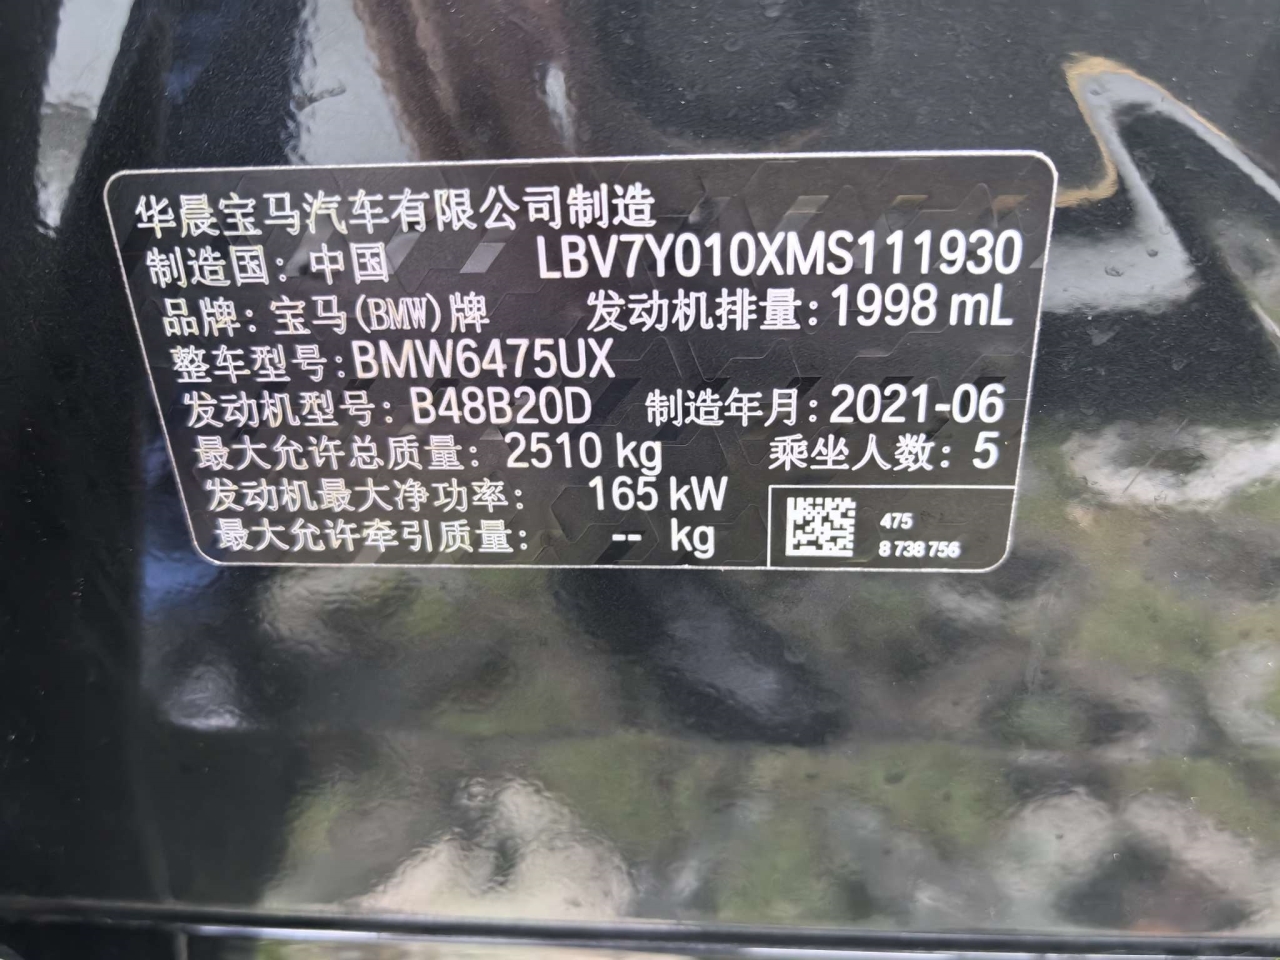 华晨宝马汽车有限公司制造
制造国：中国 LBV7Y010XMS111930
品牌：宝马(BMW)牌 发动机排量：1998 mL
整车型号：BMW6475UX
发动机型号：B48B20D 制造年月：2021-06
最大允许总质量：2510 kg 乘坐人数：5
发动机最大净功率： 165 kW
最大允许牵引质量： -- kg
475
8 738 756